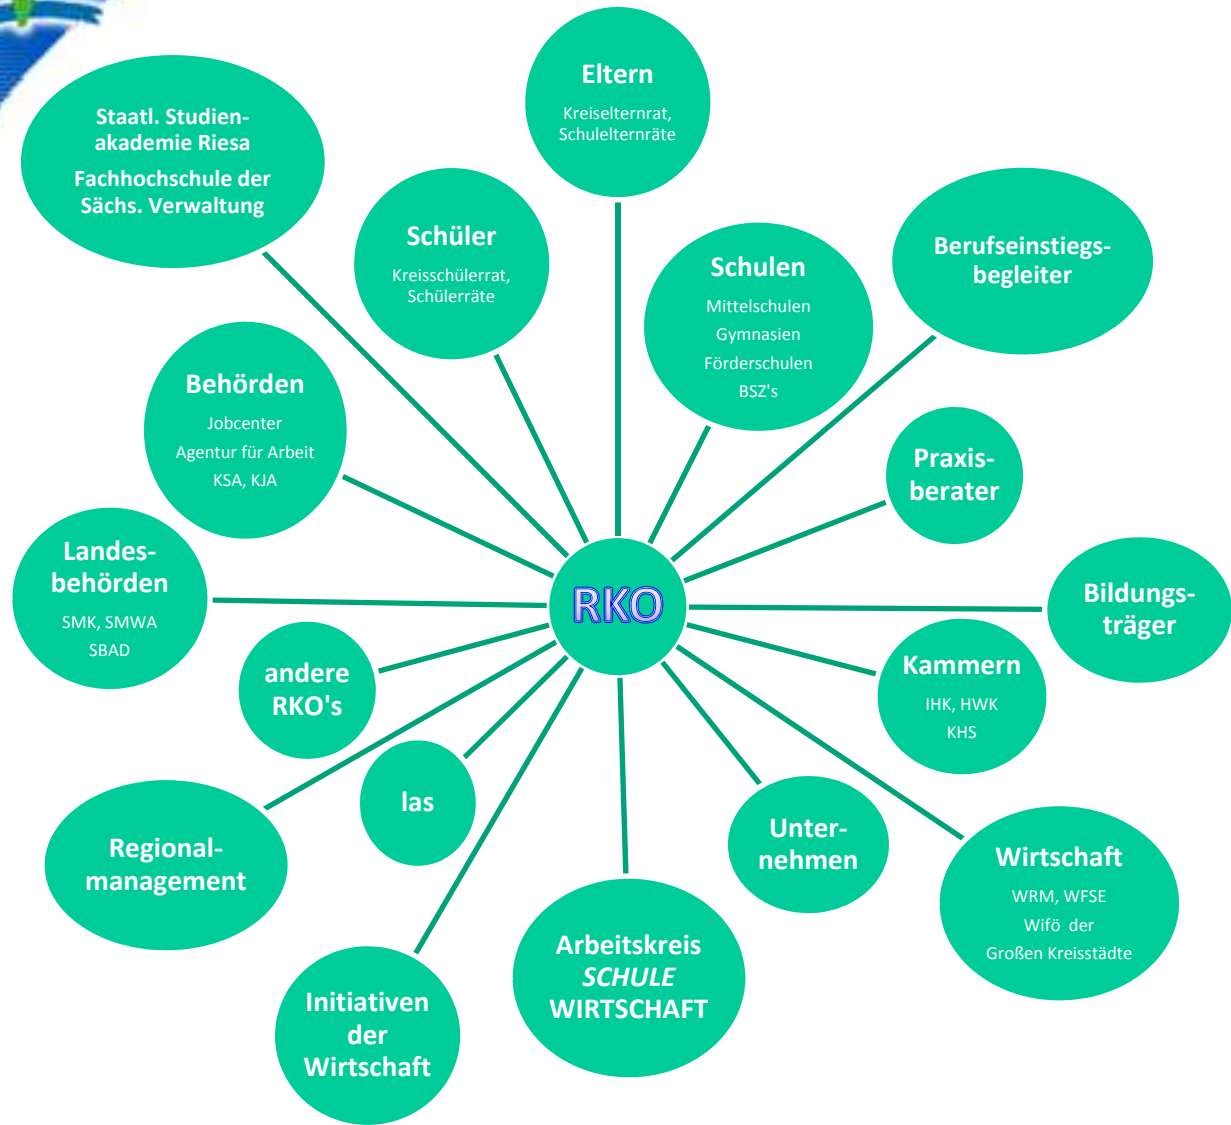 Eltern
Kreiselternrat,
Schulelternräte
Staatl. Studien-
akademie Riesa
Fachhochschule der
Sächs. Verwaltung
Schüler
Kreisschülerrat,
Schülerräte
Schulen
Mittelschulen
Gymnasien
Förderschulen
BSZ's
Berufseinstiegs-
begleiter
Behörden
Jobcenter
Agentur für Arbeit
KSA, KJA
Praxis-
berater
Landes-
behörden
SMK, SMWA
SBAD
RKO
Bildungs-
träger
andere
RKO's
Kammern
IHK, HWK
KHS
las
Unter-
nehmen
Regional-
management
Wirtschaft
WRM, WFSE
Wifö der
Großen Kreisstädte
Arbeitskreis
SCHULE
WIRTSCHAFT
Initiativen
der
Wirtschaft